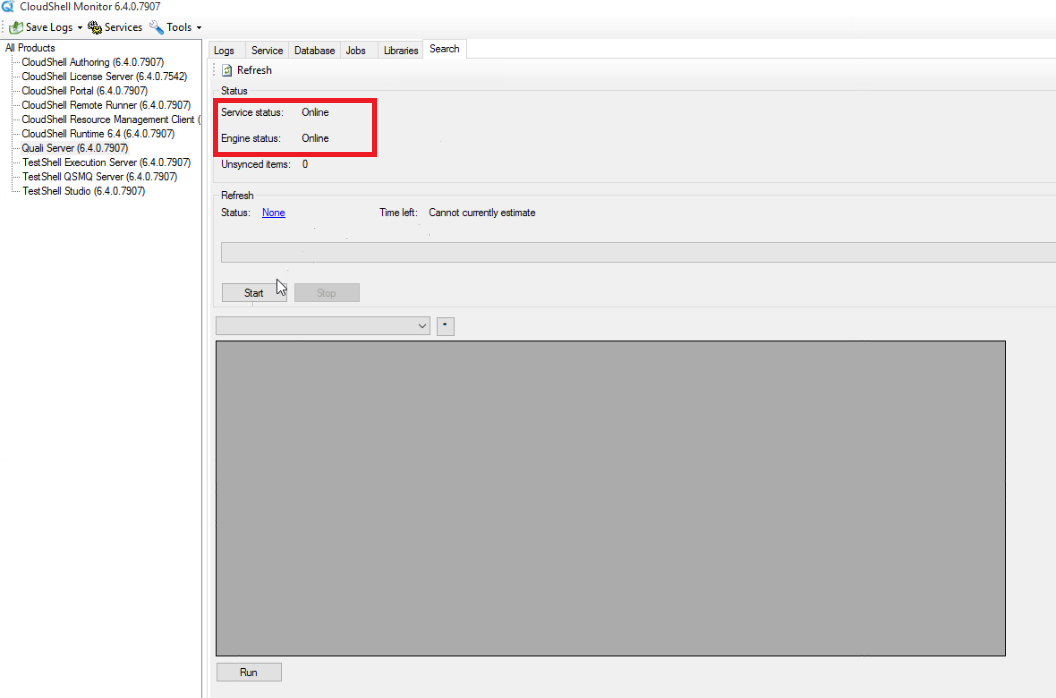 CloudShell Monitor 6.4.0.7907
Save Logs Services Tools
All Products
CloudShell Authoring (6.4.0.7907)
CloudShell License Server (6.4.0.7542)
CloudShell Portal (6.4.0.7907)
CloudShell Remote Runner (6.4.0.7907)
CloudShell Resource Management Client (
CloudShell Runtime 6.4 (6.4.0.7907)
Quali Server (6.4.0.7907)
TestShell Execution Server (6.4.0.7907)
TestShell QSMQ Server (6.4.0.7907)
TestShell Studio (6.4.0.7907)
Logs Service Database Jobs Libraries Search
Refresh
Status
Service status: Online
Engine status: Online
Unsynced items: 0
Refresh
Status: None Time left: Cannot currently estimate
Start Stop
*
Run